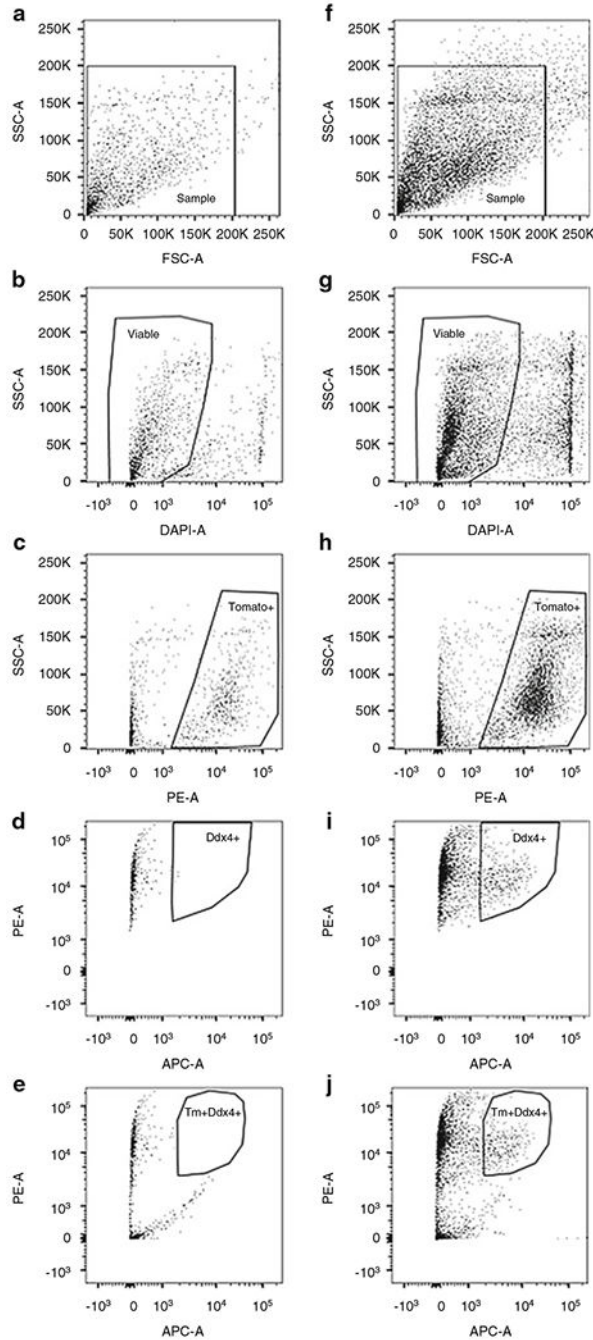 a
250K
200K
150K
100K
50K
0
SSC-A
Sample
0 50K 100K 150K 200K 250K
FSC-A
f
250K
200K
150K
100K
50K
0
SSC-A
Sample
0 50K 100K 150K 200K 250K
FSC-A
b
250K
200K
150K
100K
50K
0
SSC-A
Viable
-10³ 0 10³ 10⁴ 10⁵
DAPI-A
g
250K
200K
150K
100K
50K
0
SSC-A
Viable
-10³ 0 10³ 10⁴ 10⁵
DAPI-A
c
250K
200K
150K
100K
50K
0
SSC-A
Tomato+
-10³ 0 10³ 10⁴ 10⁵
PE-A
h
250K
200K
150K
100K
50K
0
SSC-A
Tomato+
-10³ 0 10³ 10⁴ 10⁵
PE-A
d
10⁵
10⁴
10³
0
-10³
PE-A
Ddx4+
-10³ 0 10³ 10⁴ 10⁵
APC-A
i
10⁵
10⁴
10³
0
-10³
PE-A
Ddx4+
-10³ 0 10³ 10⁴ 10⁵
APC-A
e
10⁵
10⁴
10³
0
-10³
PE-A
Tm+Ddx4+
-10³ 0 10³ 10⁴ 10⁵
APC-A
j
10⁵
10⁴
10³
0
-10³
PE-A
Tm+Ddx4+
-10³ 0 10³ 10⁴ 10⁵
APC-A